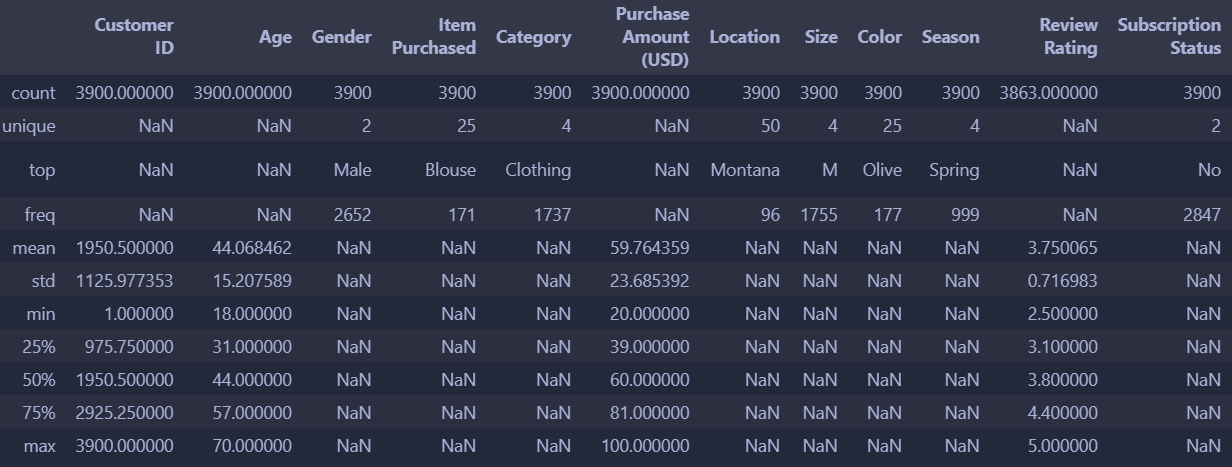 Customer ID Age Gender Item Purchased Category Purchase Amount (USD) Location Size Color Season Review Rating Subscription Status
count 3900.000000 3900.000000 3900 3900 3900 3900.000000 3900 3900 3900 3900 3863.000000 3900
unique NaN NaN 2 25 4 NaN 50 4 25 4 NaN 2
top NaN NaN Male Blouse Clothing NaN Montana M Olive Spring NaN No
freq NaN NaN 2652 171 1737 NaN 96 1755 177 999 NaN 2847
mean 1950.500000 44.068462 NaN NaN NaN 59.764359 NaN NaN NaN NaN 3.750065 NaN
std 1125.977353 15.207589 NaN NaN NaN 23.685392 NaN NaN NaN NaN 0.716983 NaN
min 1.000000 18.000000 NaN NaN NaN 20.000000 NaN NaN NaN NaN 2.500000 NaN
25% 975.750000 31.000000 NaN NaN NaN 39.000000 NaN NaN NaN NaN 3.100000 NaN
50% 1950.500000 44.000000 NaN NaN NaN 60.000000 NaN NaN NaN NaN 3.800000 NaN
75% 2925.250000 57.000000 NaN NaN NaN 81.000000 NaN NaN NaN NaN 4.400000 NaN
max 3900.000000 70.000000 NaN NaN NaN 100.000000 NaN NaN NaN NaN 5.000000 NaN